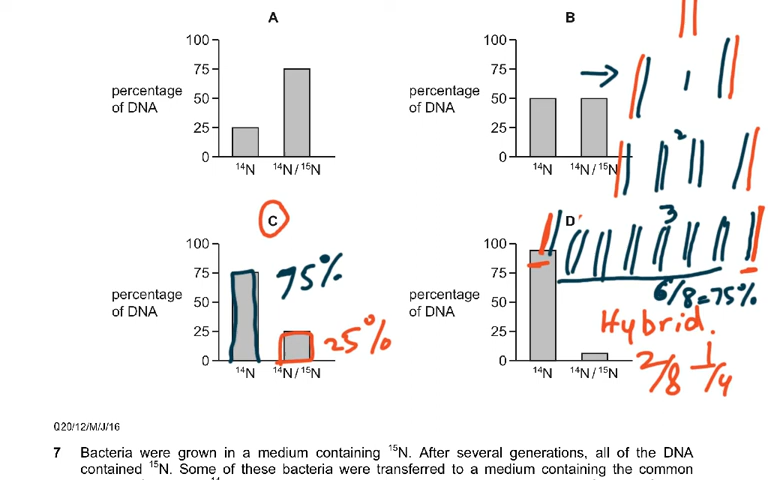 A
B
100
75
50
25
0
percentage
of DNA
¹⁴N
¹⁴N / ¹⁵N
100
75
50
25
0
percentage
of DNA
¹⁴N
¹⁴N / ¹⁵N
1
2
3
C
D
100
75
50
25
0
percentage
of DNA
¹⁴N
¹⁴N / ¹⁵N
75%
25%
100
75
50
25
0
percentage
of DNA
¹⁴N
¹⁴N / ¹⁵N
6/8=75%
Hybrid.
2/8 1/4
Q20/12/M/J/16
7 Bacteria were grown in a medium containing ¹⁵N. After several generations, all of the DNA
contained ¹⁵N. Some of these bacteria were transferred to a medium containing the common